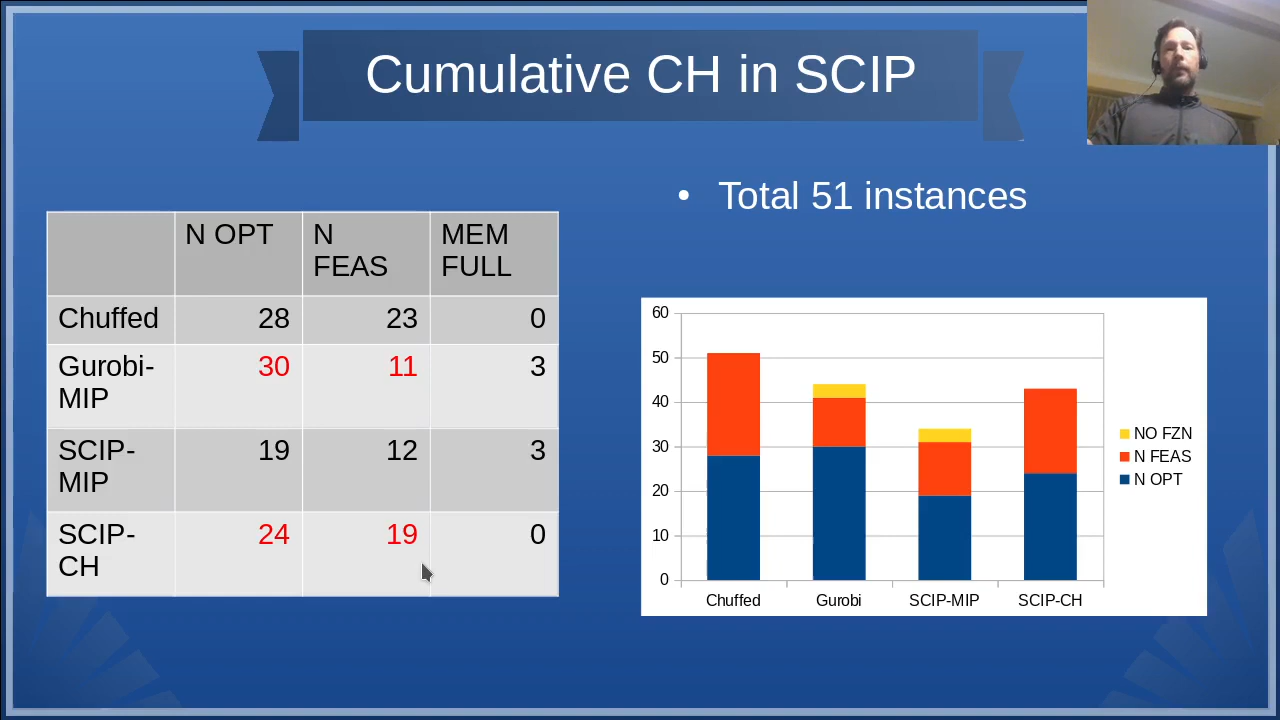 Cumulative CH in SCIP
• Total 51 instances
N OPT N FEAS MEM FULL
Chuffed 28 23 0
Gurobi-MIP 30 11 3
SCIP-MIP 19 12 3
SCIP-CH 24 19 0
60
50
40
30
20
10
0
Chuffed Gurobi SCIP-MIP SCIP-CH
NO FZN
N FEAS
N OPT